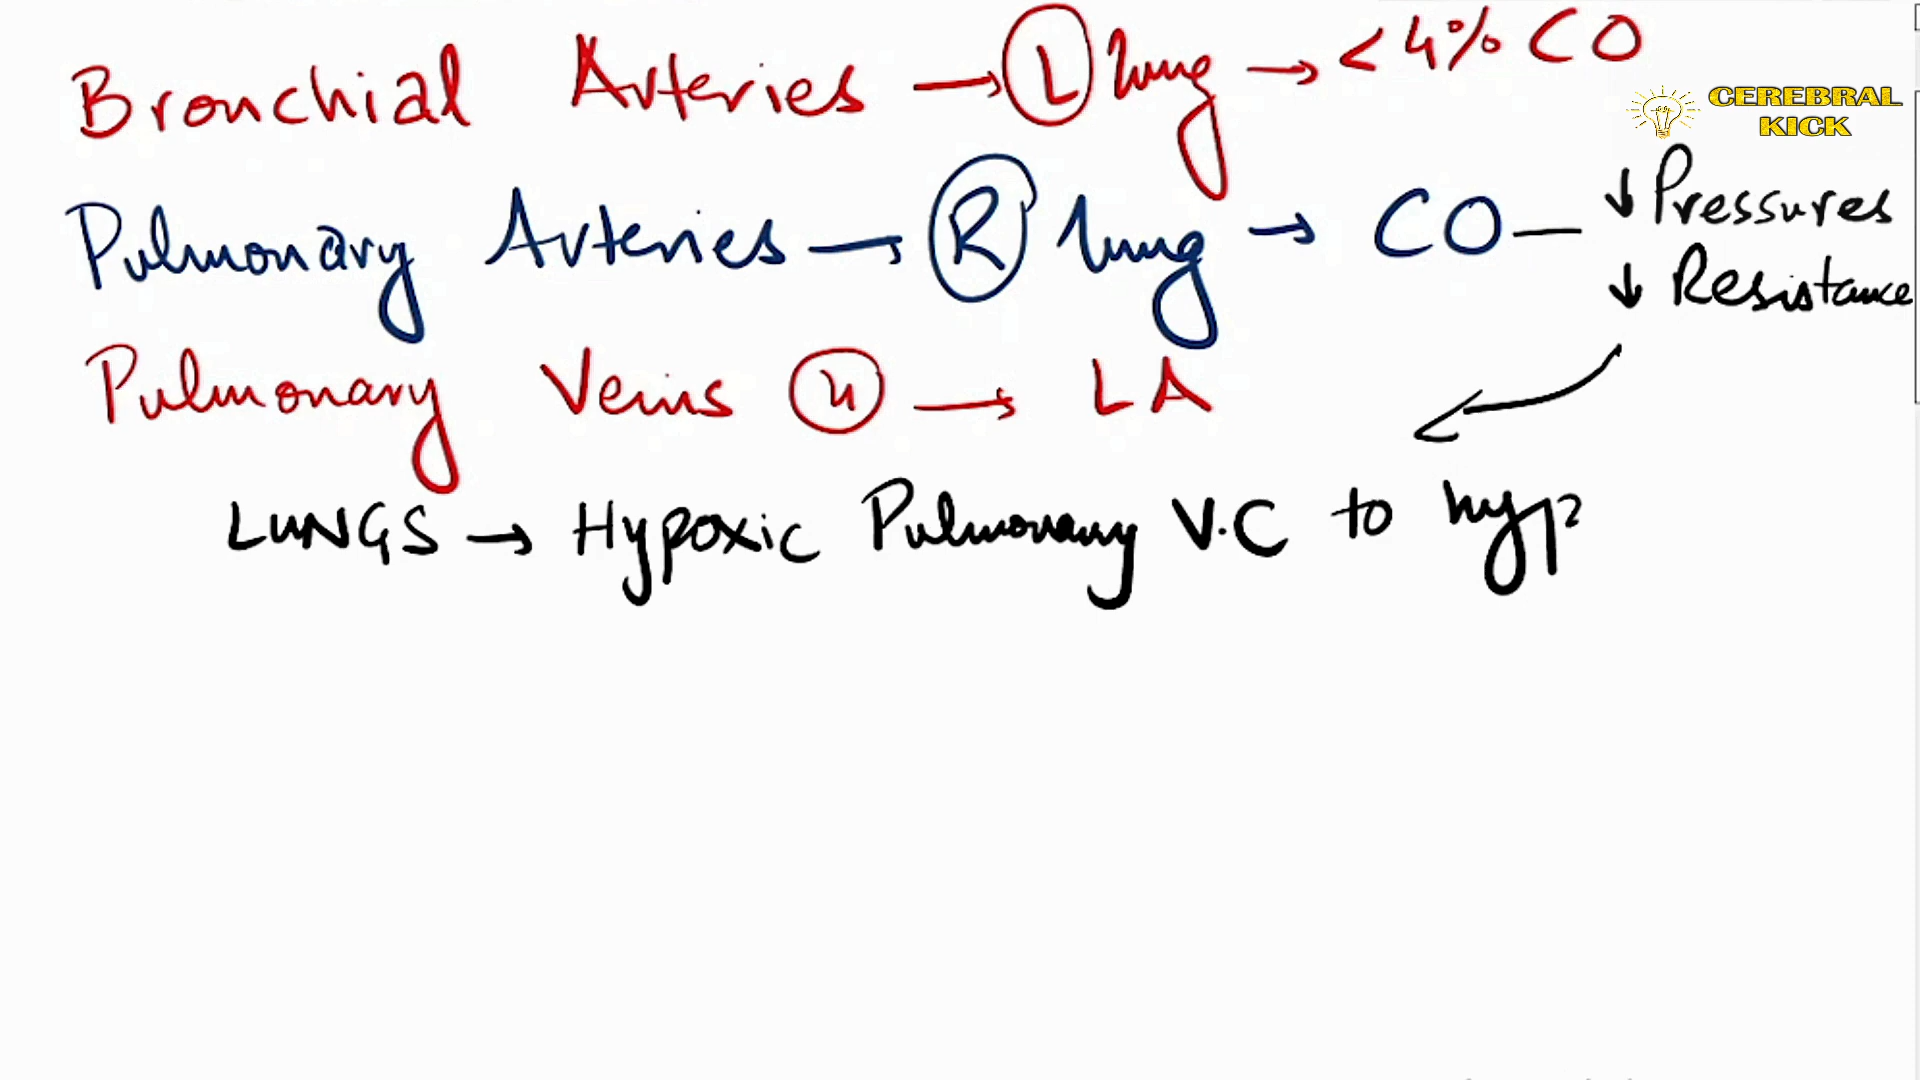 Bronchial Arteries → L lung → < 4% CO
CEREBRAL
KICK
Pulmonary Arteries → R lung → CO — ↓ Pressures
↓ Resistance
Pulmonary Veins 4 → LA
LUNGS → Hypoxic Pulmonary V.C to hyp